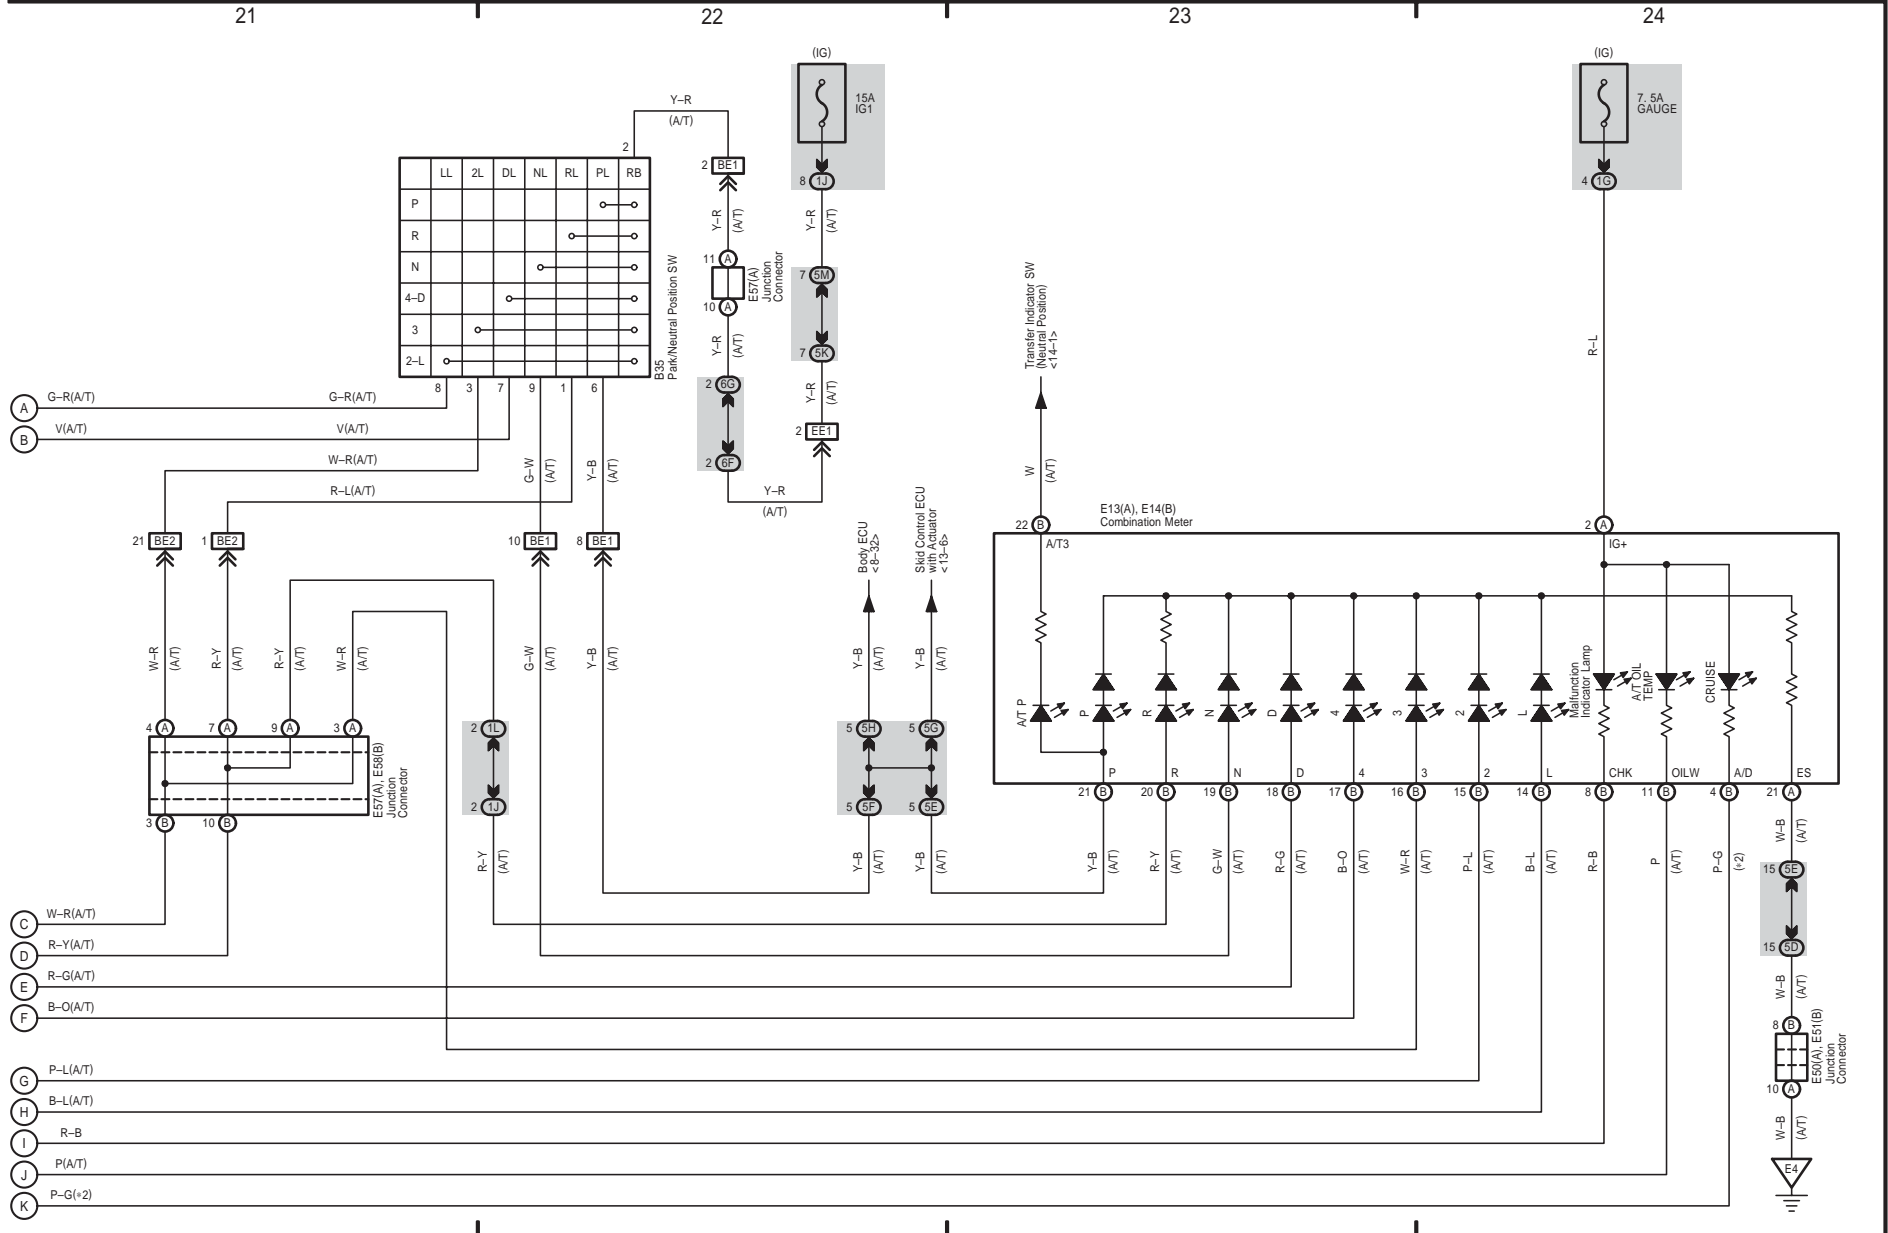 21
22
23
24
(IG)
15A
IG1
(IG)
7. 5A
GAUGE
Y–R
(A/T)
2
2 BE1
8 1J
4 1G
LL 2L DL NL RL PL RB
P
R
N
4–D
3
2–L
B35
Park/Neutral Position SW
Y–R
(A/T)
Y–R
(A/T)
11 A
10 A
E57(A)
Junction
Connector
7 5M
7 5K
Y–R
(A/T)
Y–R
(A/T)
2 6G
2 6F
2 EE1
Y–R
(A/T)
Transfer Indicator SW
(Neutral Position)
<14–1>
R–L
8 3 7 9 1 6
A
G–R(A/T)
G–R(A/T)
B
V(A/T)
V(A/T)
W–R(A/T)
R–L(A/T)
G–W
(A/T)
Y–B
(A/T)
W
(A/T)
21 BE2
1 BE2
10 BE1
8 BE1
Body ECU
<8–32>
Skid Control ECU
with Actuator
<13–6>
22 B
E13(A), E14(B)
Combination Meter
2 A
A/T3
IG+
W–R
(A/T)
R–Y
(A/T)
R–Y
(A/T)
W–R
(A/T)
G–W
(A/T)
Y–B
(A/T)
Y–B
(A/T)
Y–B
(A/T)
A/T P
P
R
N
D
4
3
2
L
Malfunction
Indicator Lamp
A/T OIL
TEMP
CRUISE
4 A
7 A
9 A
3 A
2 1L
5 5H
5 5G
E57(A), E58(B)
Junction
Connector
P R N D 4 3 2 L CHK OILW A/D ES
3 B
10 B
2 1J
5 5F
5 5E
21 B
20 B
19 B
18 B
17 B
16 B
15 B
14 B
8 B
11 B
4 B
21 A
R–Y
(A/T)
Y–B
(A/T)
Y–B
(A/T)
Y–B
(A/T)
R–Y
(A/T)
G–W
(A/T)
R–G
(A/T)
B–O
(A/T)
W–R
(A/T)
P–L
(A/T)
B–L
(A/T)
R–B
P
(A/T)
P–G
(*2)
W–B
(A/T)
15 5E
15 5D
C
W–R(A/T)
D
R–Y(A/T)
E
R–G(A/T)
F
B–O(A/T)
W–B
(A/T)
8 B
10 A
E50(A), E51(B)
Junction
Connector
G
P–L(A/T)
H
B–L(A/T)
I
R–B
J
P(A/T)
K
P–G(*2)
W–B
(A/T)
E4